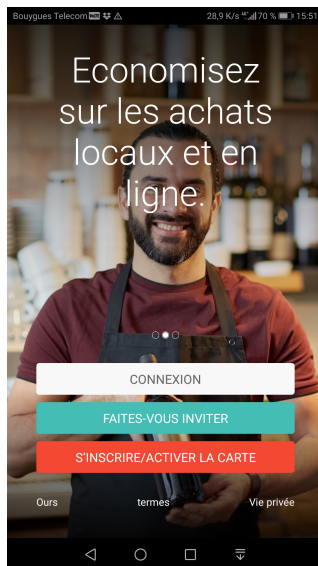 Bouygues Telecom
28,9 K/s 70 % 15:51
Economisez
sur les achats
locaux et en
ligne.
CONNEXION
FAITES-VOUS INVITER
S'INSCRIRE/ACTIVER LA CARTE
Ours termes Vie privée